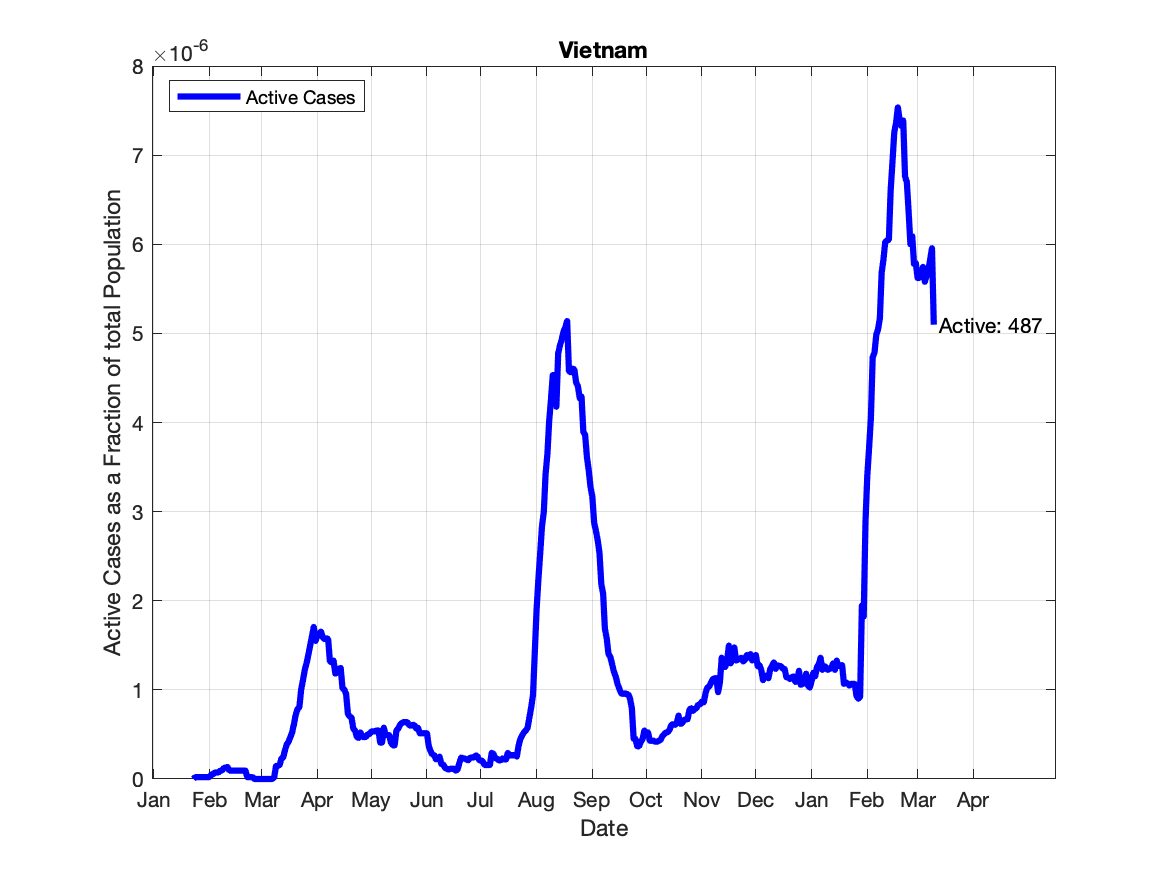 Vietnam
×10-6
Active Cases
8
7
6
5
4
3
2
1
0
Active Cases as a Fraction of total Population
Active: 487
Jan Feb Mar Apr May Jun Jul Aug Sep Oct Nov Dec Jan Feb Mar Apr
Date